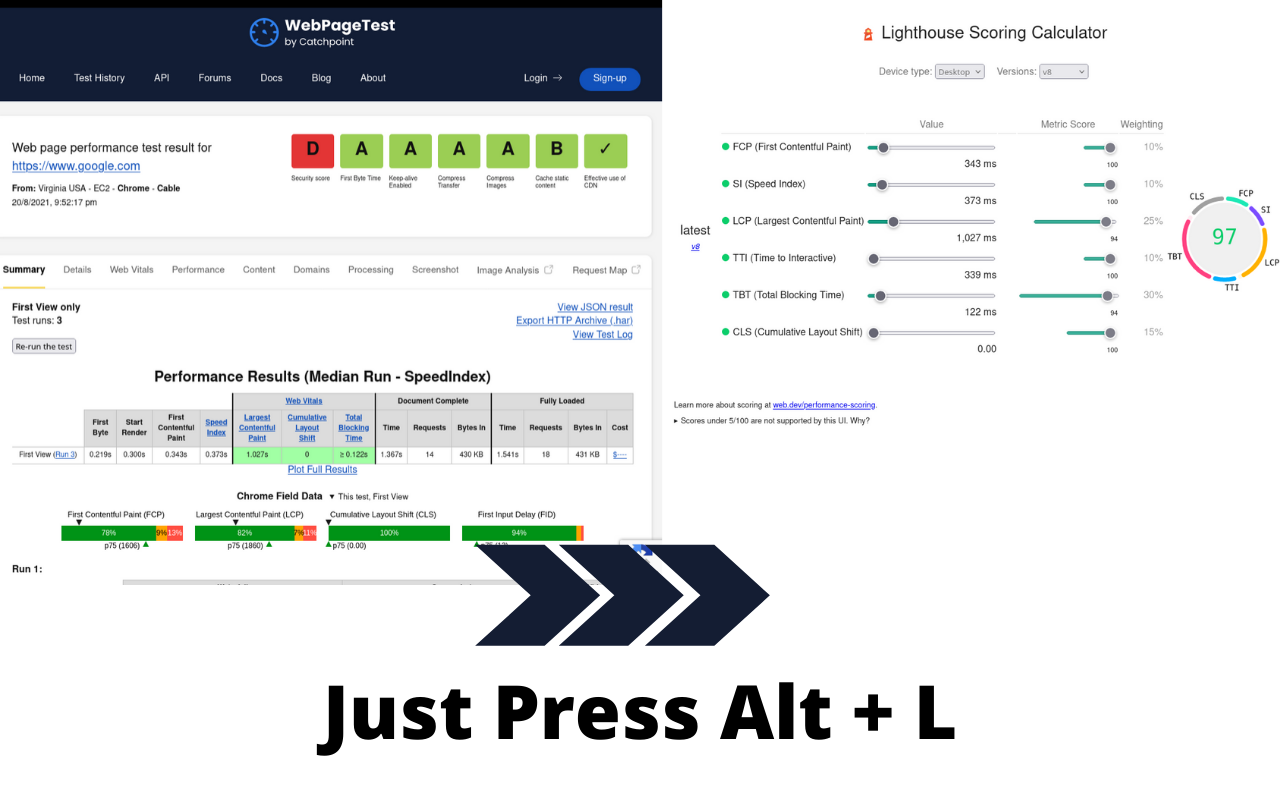 WebPageTest
by Catchpoint
Home Test History API Forums Docs Blog About Login → Sign-up
Web page performance test result for
https://www.google.com
From: Virginia USA - EC2 - Chrome - Cable
20/8/2021, 9:52:17 pm
D A A A A B ✓
Security score
First Byte Time
Keep-alive
Enabled
Compress
Transfer
Compress
Images
Cache static
content
Effective use of
CDN
Summary Details Web Vitals Performance Content Domains Processing Screenshot Image Analysis Request Map
First View only
Test runs: 3
Re-run the test
View JSON result
Export HTTP Archive (.har)
View Test Log
Performance Results (Median Run - SpeedIndex)
Web Vitals Document Complete Fully Loaded
First
Byte
Start
Render
First
Contentful
Paint
Speed
Index
Largest
Contentful
Paint
Cumulative
Layout
Shift
Total
Blocking
Time
Time Requests Bytes In Time Requests Bytes In Cost
First View (Run 3) 0.219s 0.300s 0.343s 0.373s 1.027s 0 ≥ 0.122s 1.367s 14 430 KB 1.541s 18 431 KB $----
Plot Full Results
Chrome Field Data ▼ This test, First View
First Contentful Paint (FCP) Largest Contentful Paint (LCP) Cumulative Layout Shift (CLS) First Input Delay (FID)
78% 9% 13% 82% 7% 100% 94%
p75 (1606) p75 (1860) p75 (0.00)
Run 1:
Lighthouse Scoring Calculator
Device type: Desktop Versions: v8
Value Metric Score Weighting
FCP (First Contentful Paint) 10%
343 ms 100
SI (Speed Index) 10%
373 ms 100
LCP (Largest Contentful Paint) 25%
1,027 ms 94
latest
v8
TTI (Time to Interactive) 10%
339 ms 100
TBT (Total Blocking Time) 30%
122 ms 94
CLS (Cumulative Layout Shift) 15%
0.00 100
CLS FCP
SI
97
TBT LCP
TTI
Learn more about scoring at web.dev/performance-scoring.
▸ Scores under 5/100 are not supported by this UI. Why?
Just Press Alt + L